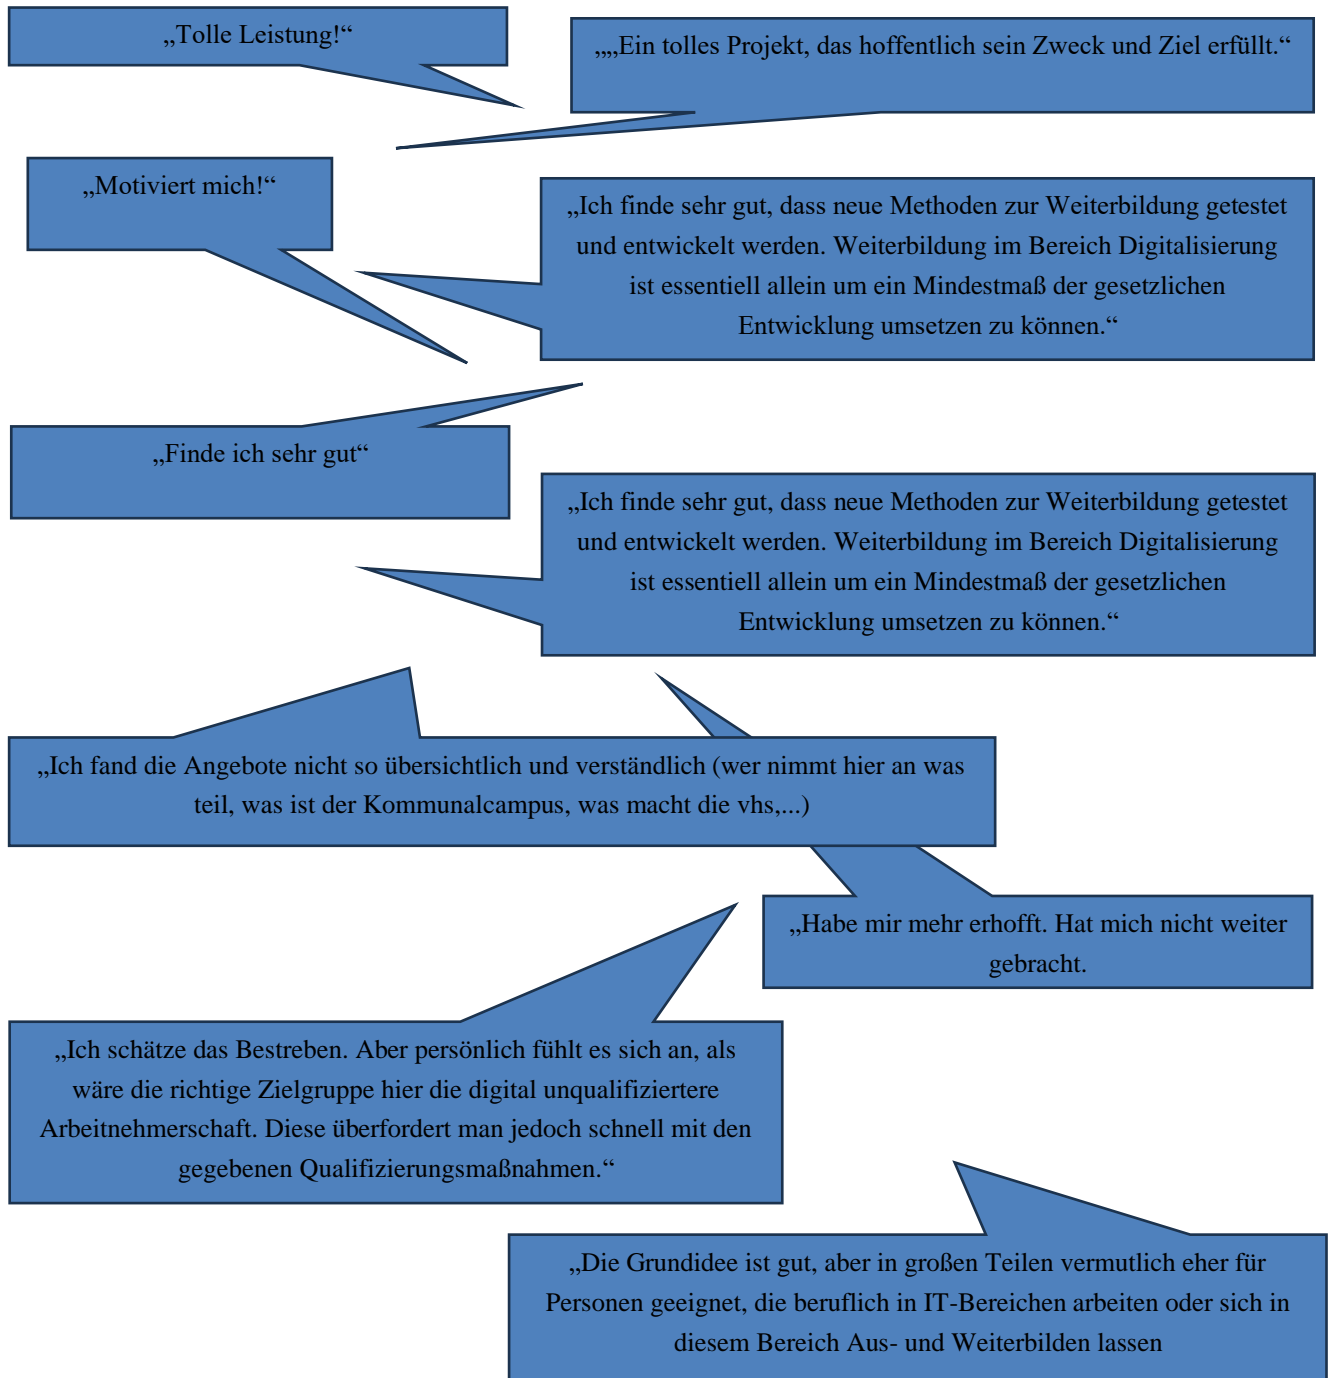 „Tolle Leistung!“
„„Ein tolles Projekt, das hoffentlich sein Zweck und Ziel erfüllt.“
„Motiviert mich!“
„Ich finde sehr gut, dass neue Methoden zur Weiterbildung getestet
und entwickelt werden. Weiterbildung im Bereich Digitalisierung
ist essentiell allein um ein Mindestmaß der gesetzlichen
Entwicklung umsetzen zu können.“
„Finde ich sehr gut“
„Ich finde sehr gut, dass neue Methoden zur Weiterbildung getestet
und entwickelt werden. Weiterbildung im Bereich Digitalisierung
ist essentiell allein um ein Mindestmaß der gesetzlichen
Entwicklung umsetzen zu können.“
„Ich fand die Angebote nicht so übersichtlich und verständlich (wer nimmt hier an was
teil, was ist der Kommunalcampus, was macht die vhs,...)
„Habe mir mehr erhofft. Hat mich nicht weiter
gebracht.
„Ich schätze das Bestreben. Aber persönlich fühlt es sich an, als
wäre die richtige Zielgruppe hier die digital unqualifiziertere
Arbeitnehmerschaft. Diese überfordert man jedoch schnell mit den
gegebenen Qualifizierungsmaßnahmen.“
„Die Grundidee ist gut, aber in großen Teilen vermutlich eher für
Personen geeignet, die beruflich in IT-Bereichen arbeiten oder sich in
diesem Bereich Aus- und Weiterbilden lassen